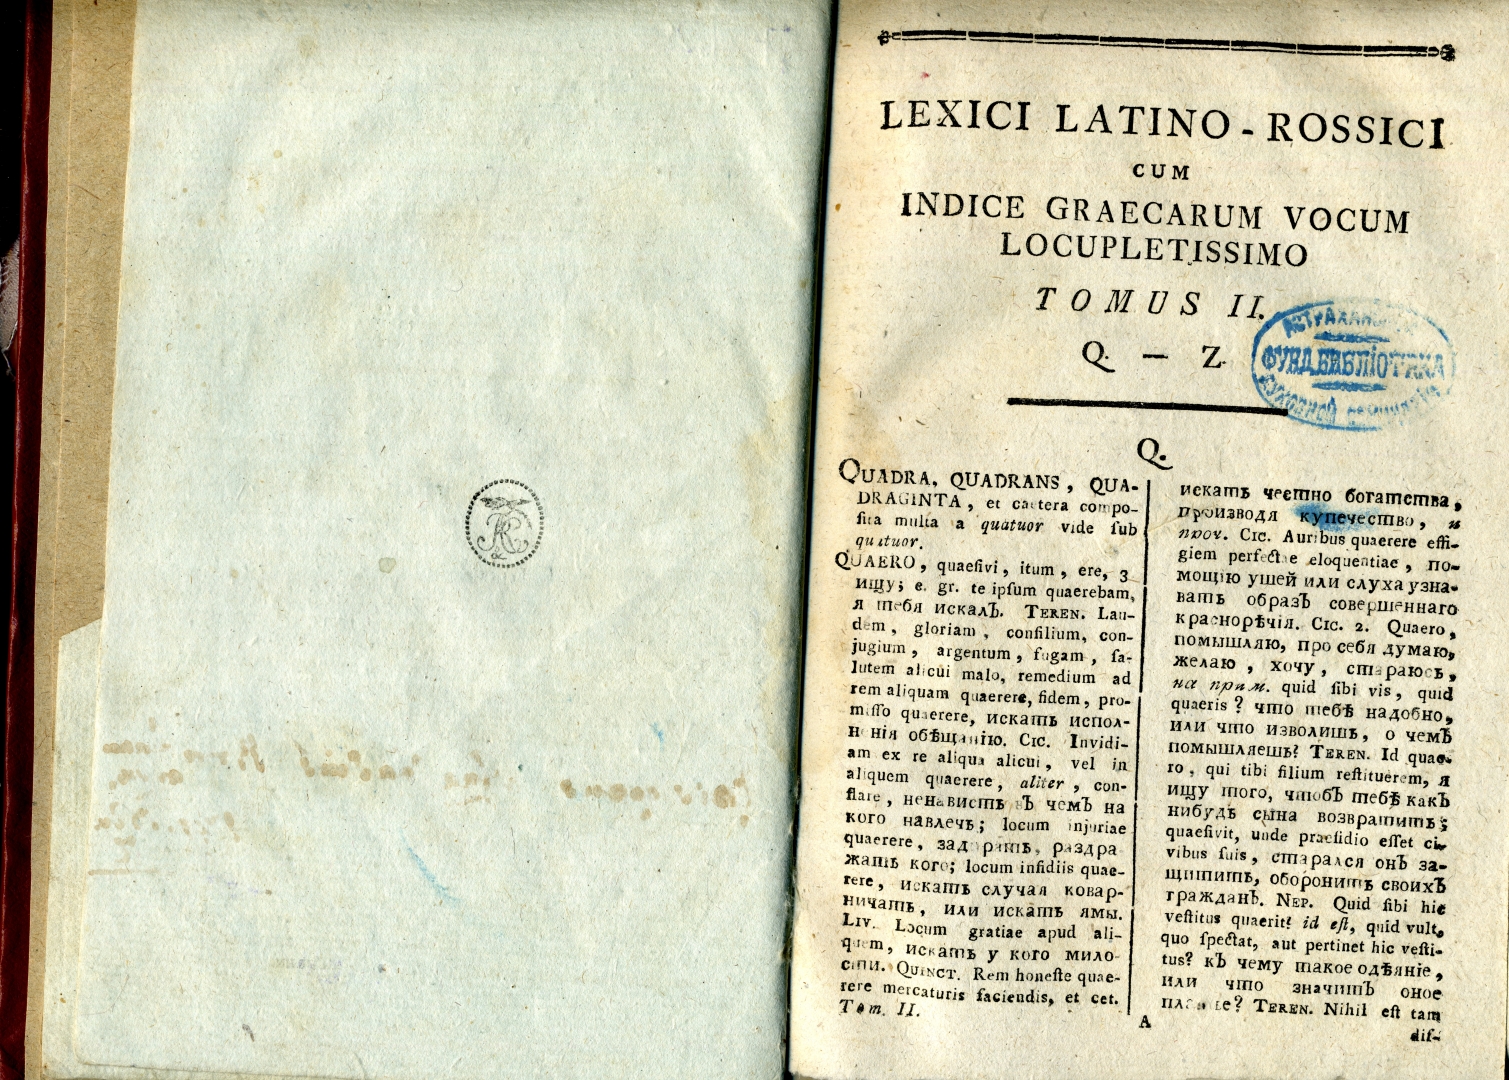 LEXICI LATINO-ROSSICI
CUM
INDICE GRAECARUM VOCUM
LOCUPLETISSIMO
TOMUS II.
Q. — Z.
АСТРАХАНСКОЙ
ФУНД. БИБЛІОТЕКА
ДУХОВНОЙ СЕМИНАРІИ
Q.
QUADRA, QUADRANS, QUA-
DRAGINTA, et caetera compo-
ſita multa a quatuor vide ſub
quatuor.
QUAERO, quaeſivi, itum, ere, 3
ищу; e. gr. te ipſum quaerebam,
я тебя искалЪ. TEREN. Lau-
dem, gloriam, conſilium, con-
jugium, argentum, fugam, ſa-
lutem alicui malo, remedium ad
rem aliquam quaerere, fidem, pro-
miſſo quaerere, искать испол-
ненія обѣщанію. CIC. Invidi-
am ex re aliqua alicui, vel in
aliquem quaerere, aliter, con-
flare, ненависть вЪ чемЪ на
кого навлечь; locum injuriae
quaerere, задорить, раздра
жать кого; locum inſidiis quae-
rere, искать случая ковар-
ничать, или искать ямы.
LIV. Locum gratiae apud ali-
quem, искать у кого мило-
сти. QUINCT. Rem honeſte quae-
rere mercaturis faciendis, et cet.
Tom. II.
A
искать честно богатства,
производя купечество, и
проч. CIC. Auribus quaerere effi-
giem perfectae eloquentiae, по-
мощію ушей или слуха узна-
вать образЪ совершеннаго
краснорѣчія. CIC. 2. Quaero,
помышляю, про себя думаю,
желаю, хочу, стараюсь,
на прим. quid ſibi vis, quid
quaeris? что тебѣ надобно,
или что изволишь, о чемЪ
помышляешь? TEREN. Id quae-
ro, qui tibi filium reſtituerem, я
ищу того, чтобЪ тебѣ какЪ
нибудь сына возвратить;
quaeſivit, unde praeſidio eſſet ci-
vibus ſuis, старался онЪ за-
щитить, оборонить своихЪ
гражданЪ. NEP. Quid ſibi hic
veſtitus quaerit? id eſt, quid vult,
quo ſpectat, aut pertinet hic veſti-
tus? кЪ чему такое одѣяніе,
или что значитЪ оное
платье? TEREN. Nihil eſt tam
diſ-